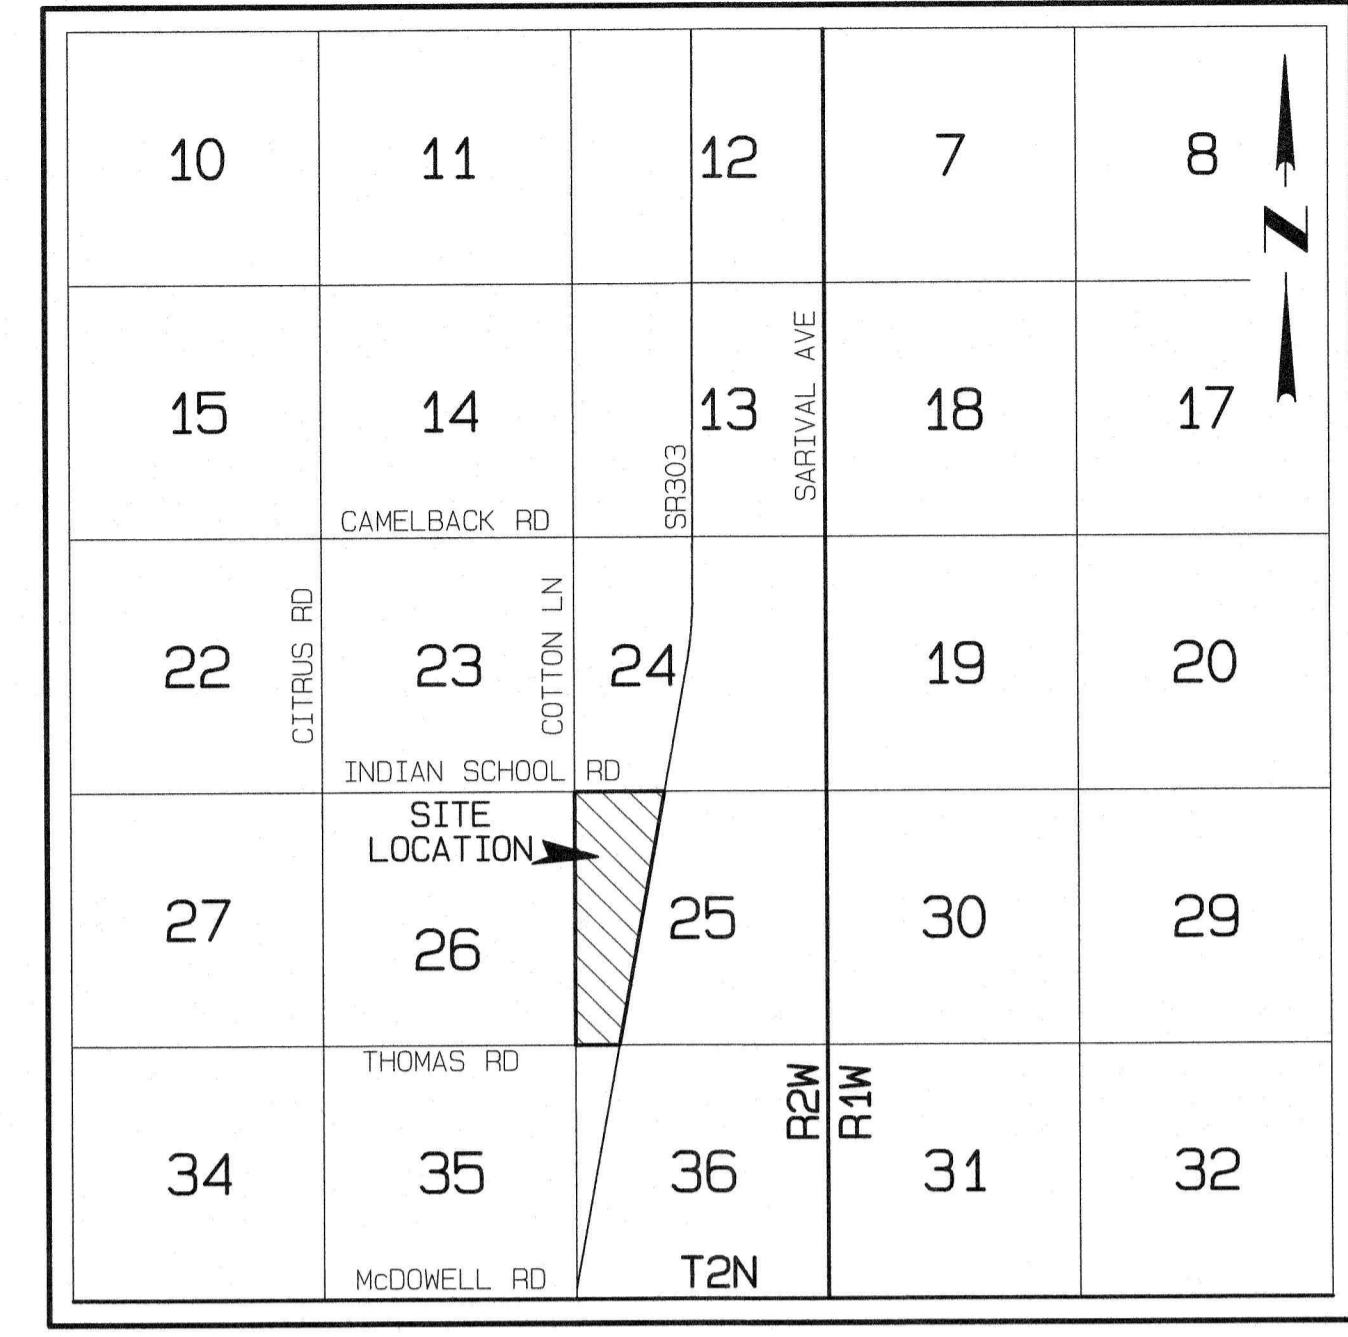 10
11
12
7
8
N
15
14
13
18
17
SARIVAL AVE
SR303
CAMELBACK RD
22
CITRUS RD
23
COTTON LN
24
19
20
INDIAN SCHOOL RD
SITE
LOCATION
27
26
25
30
29
THOMAS RD
R2W
R1W
34
35
36
31
32
McDOWELL RD
T2N